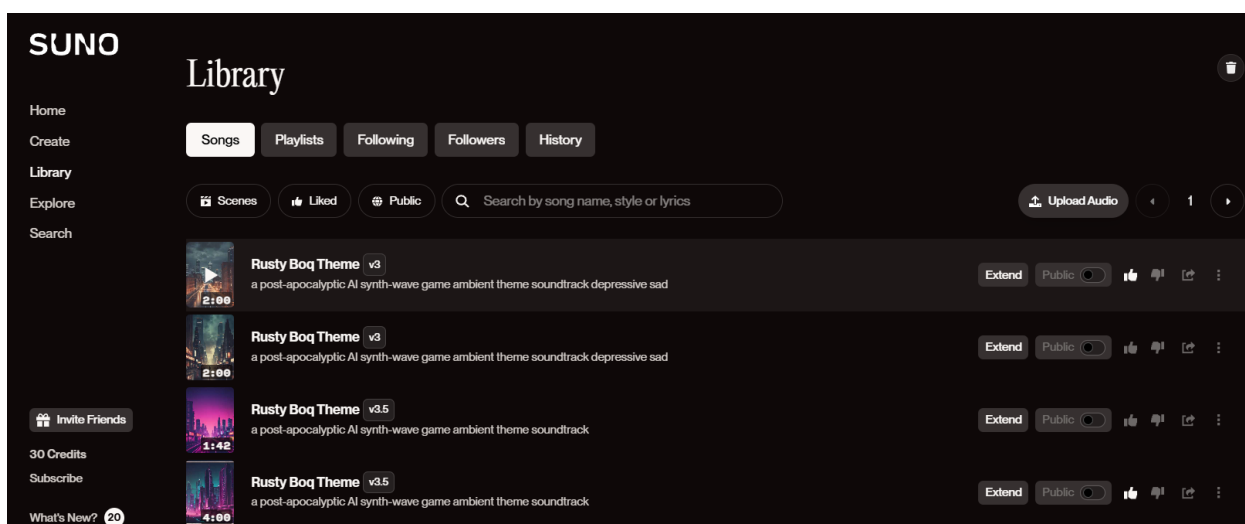 SUNO
Home
Create
Library
Explore
Search
Invite Friends
30 Credits
Subscribe
What's New? 20
Library
Songs Playlists Following Followers History
Scenes Liked Public Search by song name, style or lyrics Upload Audio 1
Rusty Boq Theme v3
a post-apocalyptic AI synth-wave game ambient theme soundtrack depressive sad
2:00
Extend Public
Rusty Boq Theme v3
a post-apocalyptic AI synth-wave game ambient theme soundtrack depressive sad
2:00
Extend Public
Rusty Boq Theme v3.5
a post-apocalyptic AI synth-wave game ambient theme soundtrack
1:42
Extend Public
Rusty Boq Theme v3.5
a post-apocalyptic AI synth-wave game ambient theme soundtrack
4:00
Extend Public